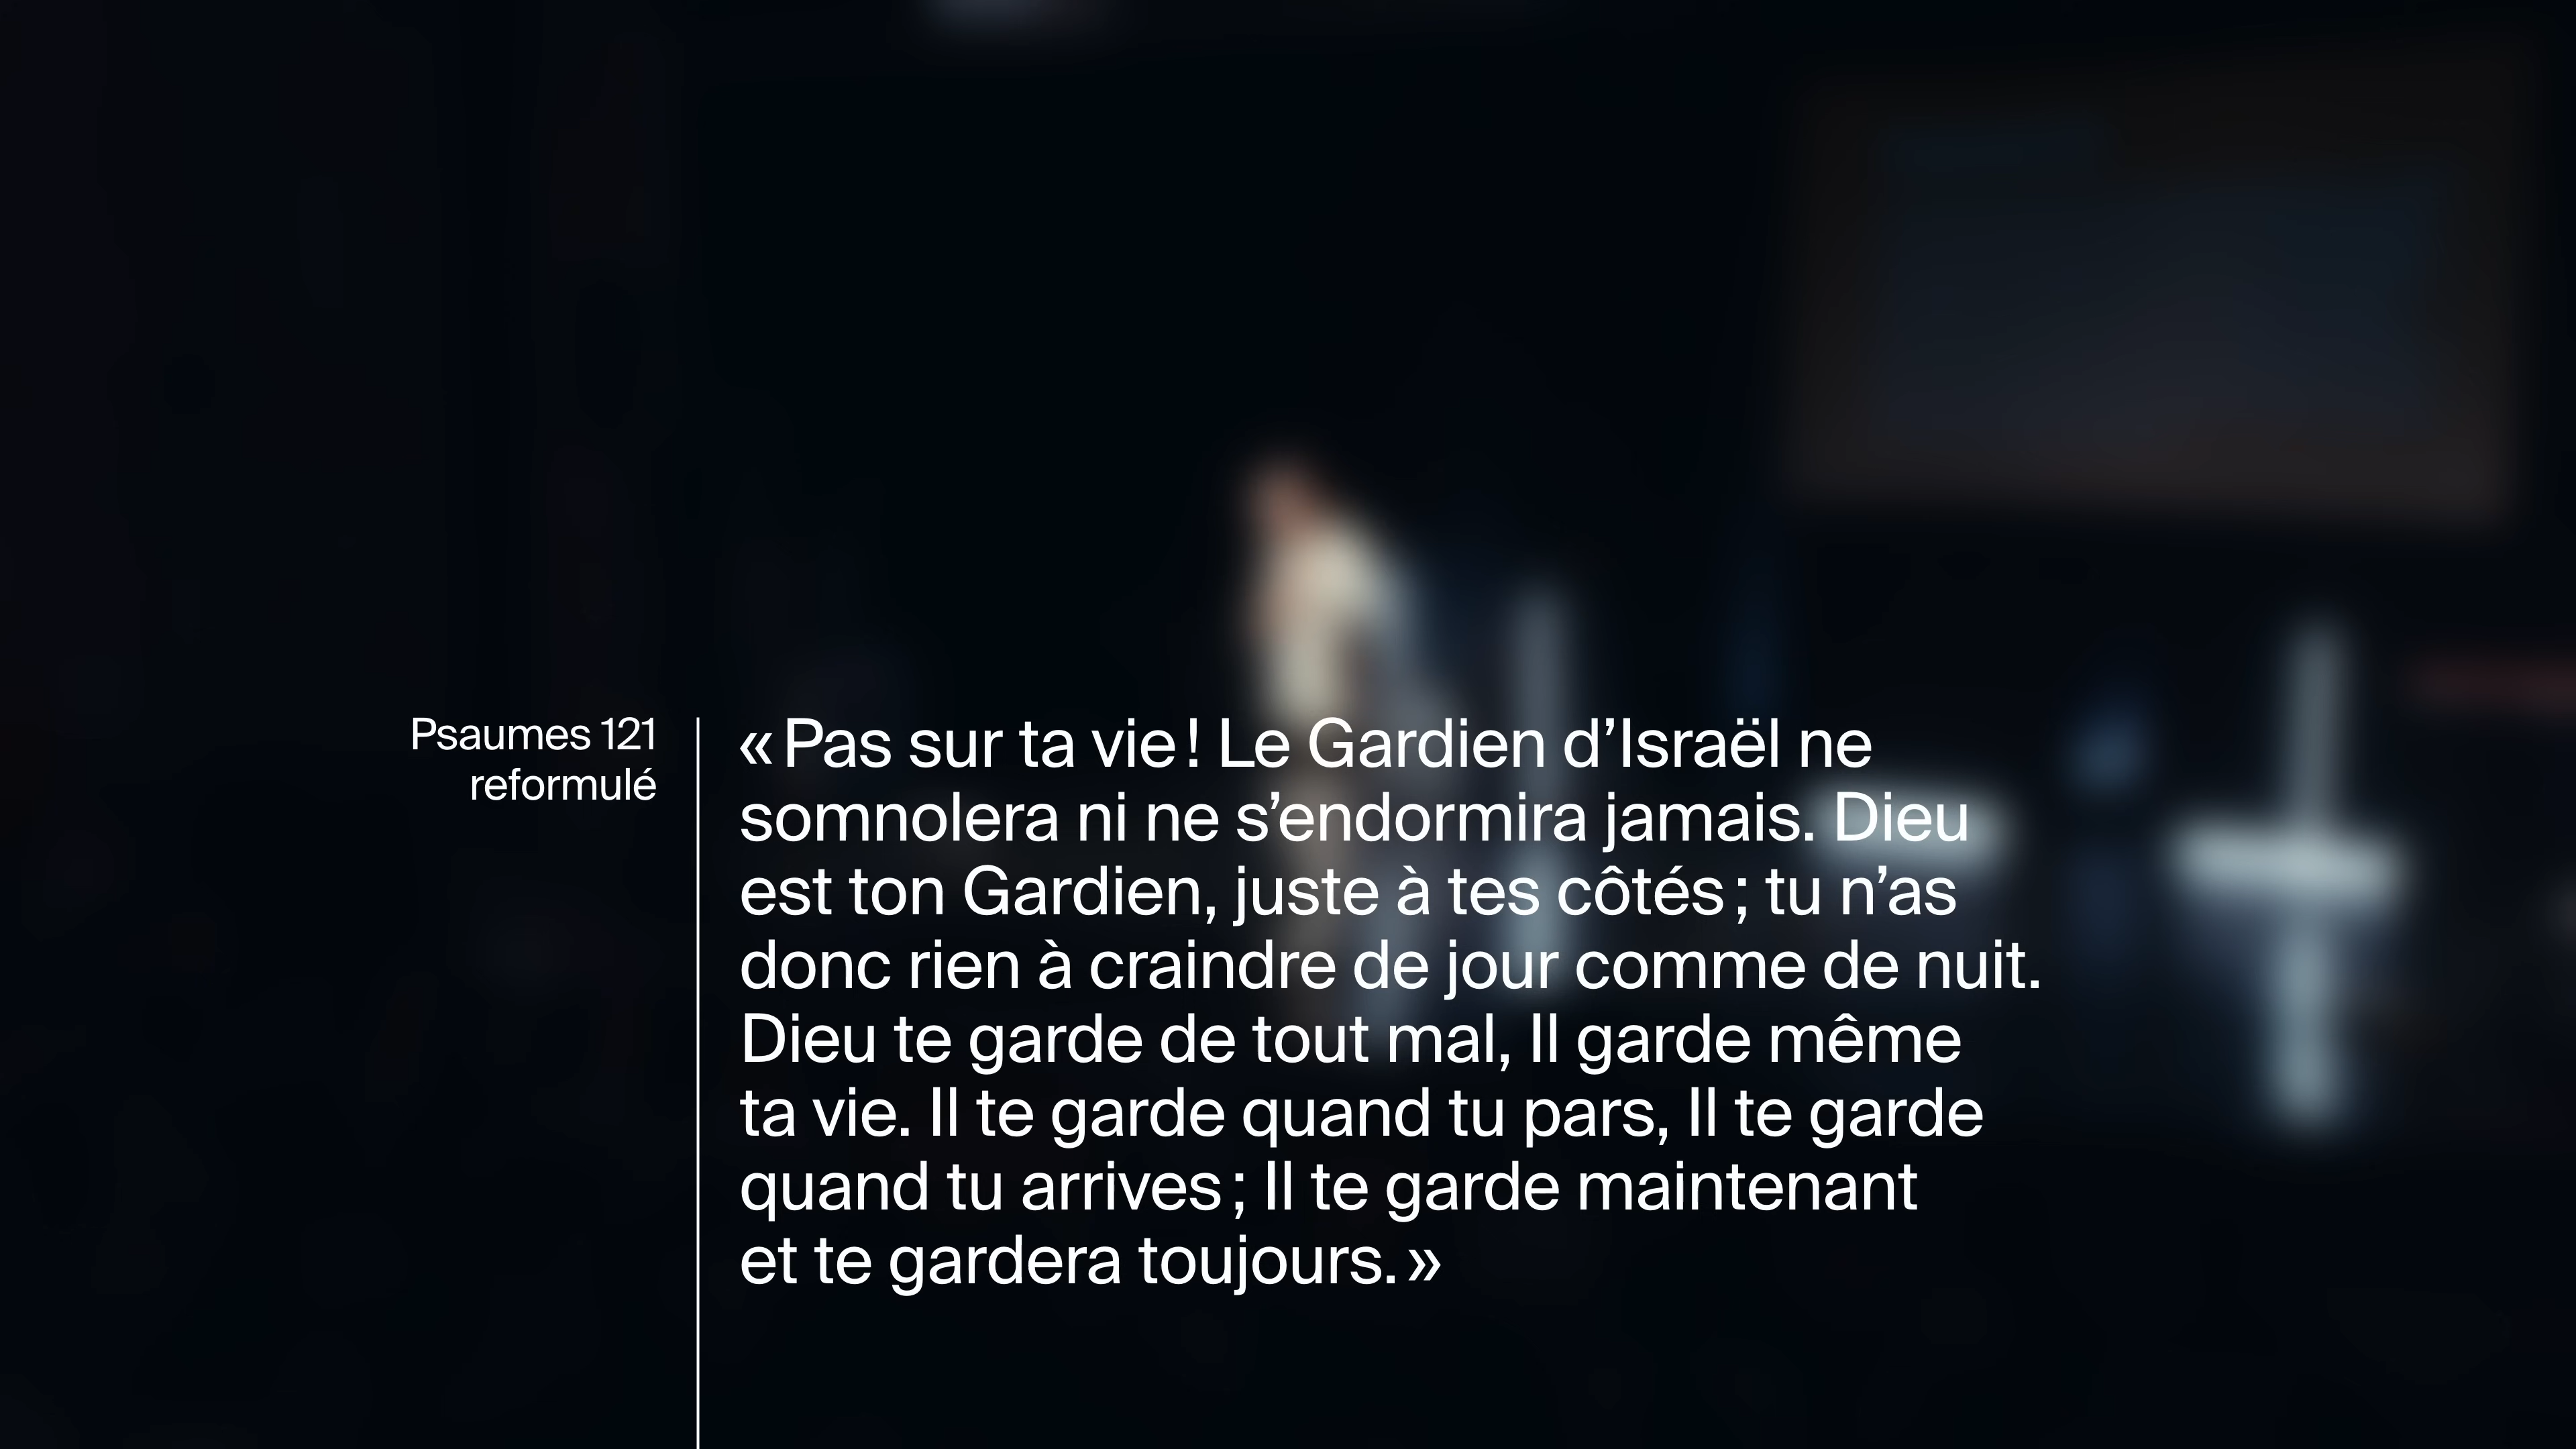 Psaumes 121
reformulé
« Pas sur ta vie ! Le Gardien d’Israël ne
somnolera ni ne s’endormira jamais. Dieu
est ton Gardien, juste à tes côtés ; tu n’as
donc rien à craindre de jour comme de nuit.
Dieu te garde de tout mal, Il garde même
ta vie. Il te garde quand tu pars, Il te garde
quand tu arrives ; Il te garde maintenant
et te gardera toujours. »